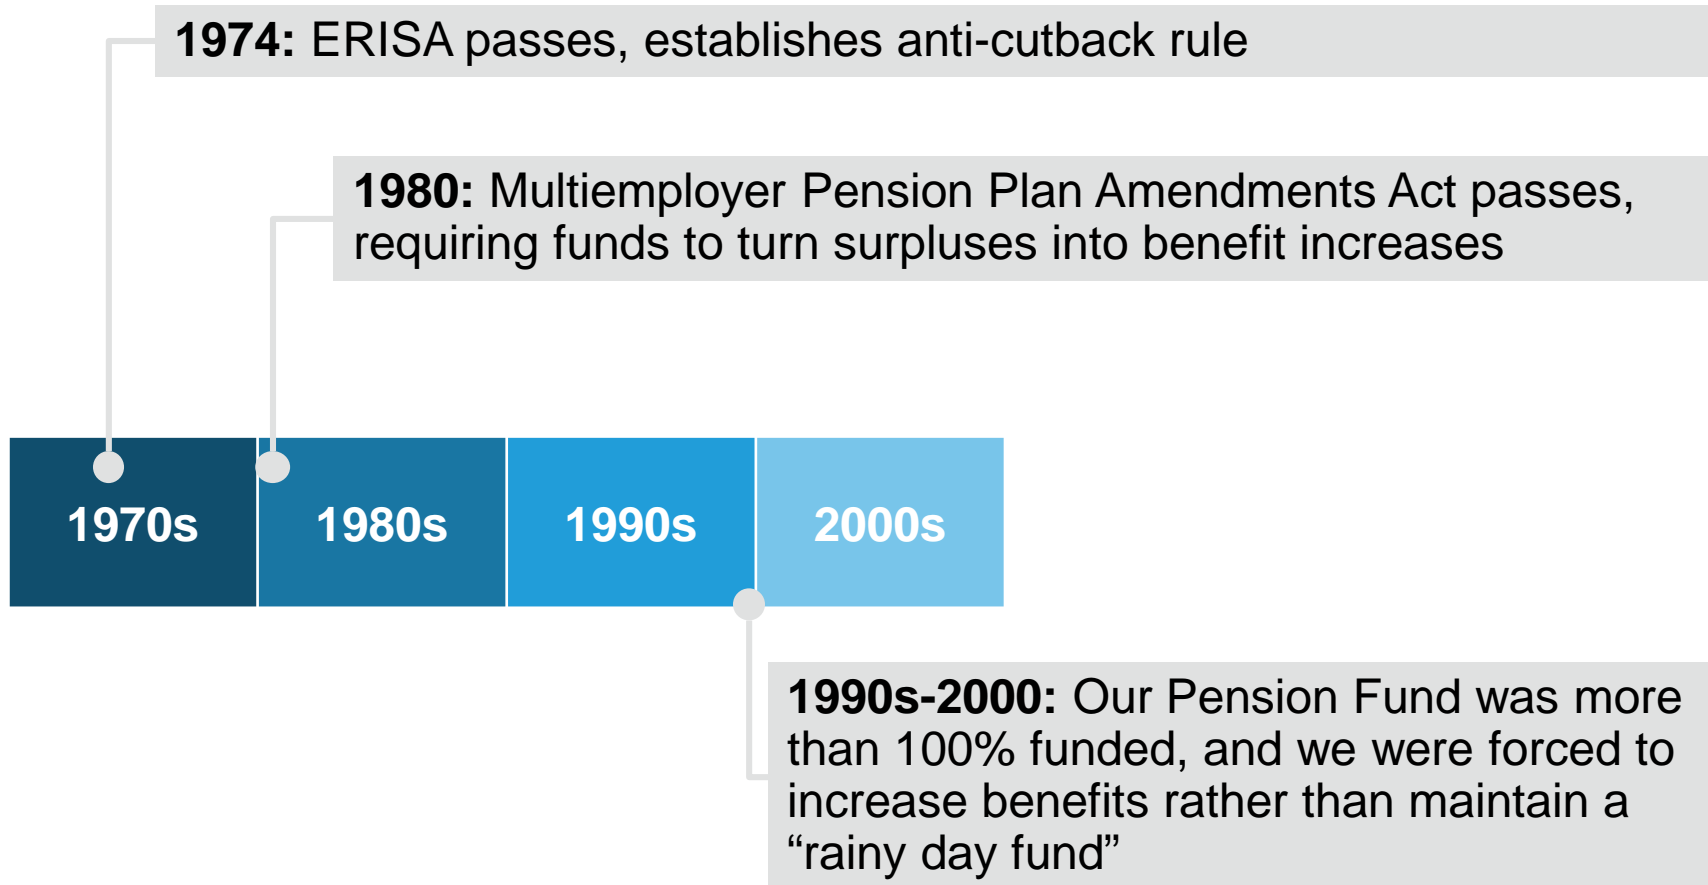 1974: ERISA passes, establishes anti-cutback rule
1980: Multiemployer Pension Plan Amendments Act passes,
requiring funds to turn surpluses into benefit increases
1970s
1980s
1990s
2000s
1990s-2000: Our Pension Fund was more
than 100% funded, and we were forced to
increase benefits rather than maintain a
“rainy day fund”